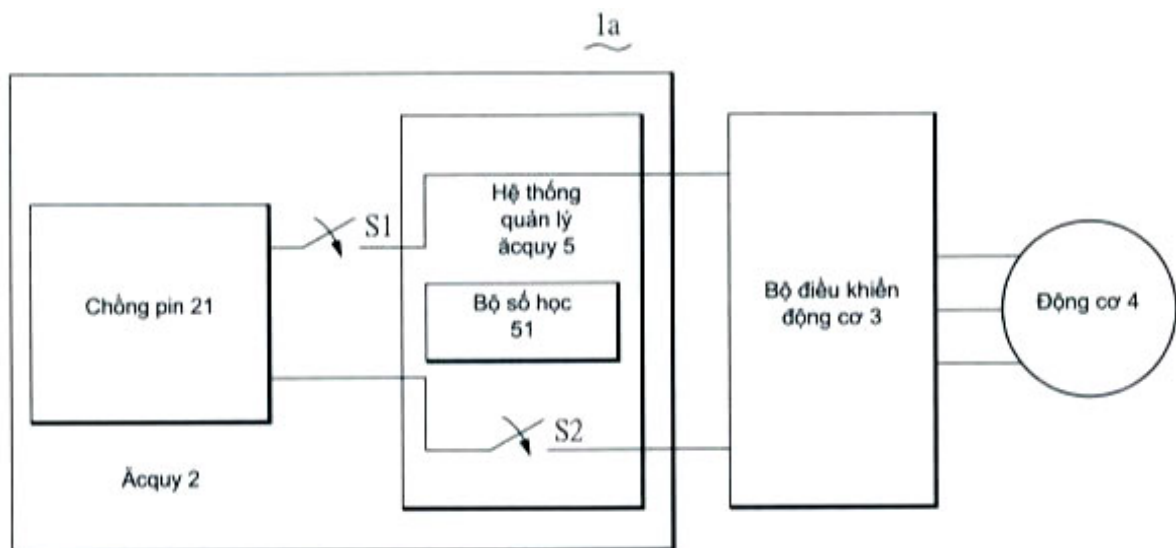 1a
Hệ thống
quản lý
ăcquy 5
S1
Chồng pin 21
Bộ số học
51
Bộ điều khiển
động cơ 3
Động cơ 4
S2
Ăcquy 2